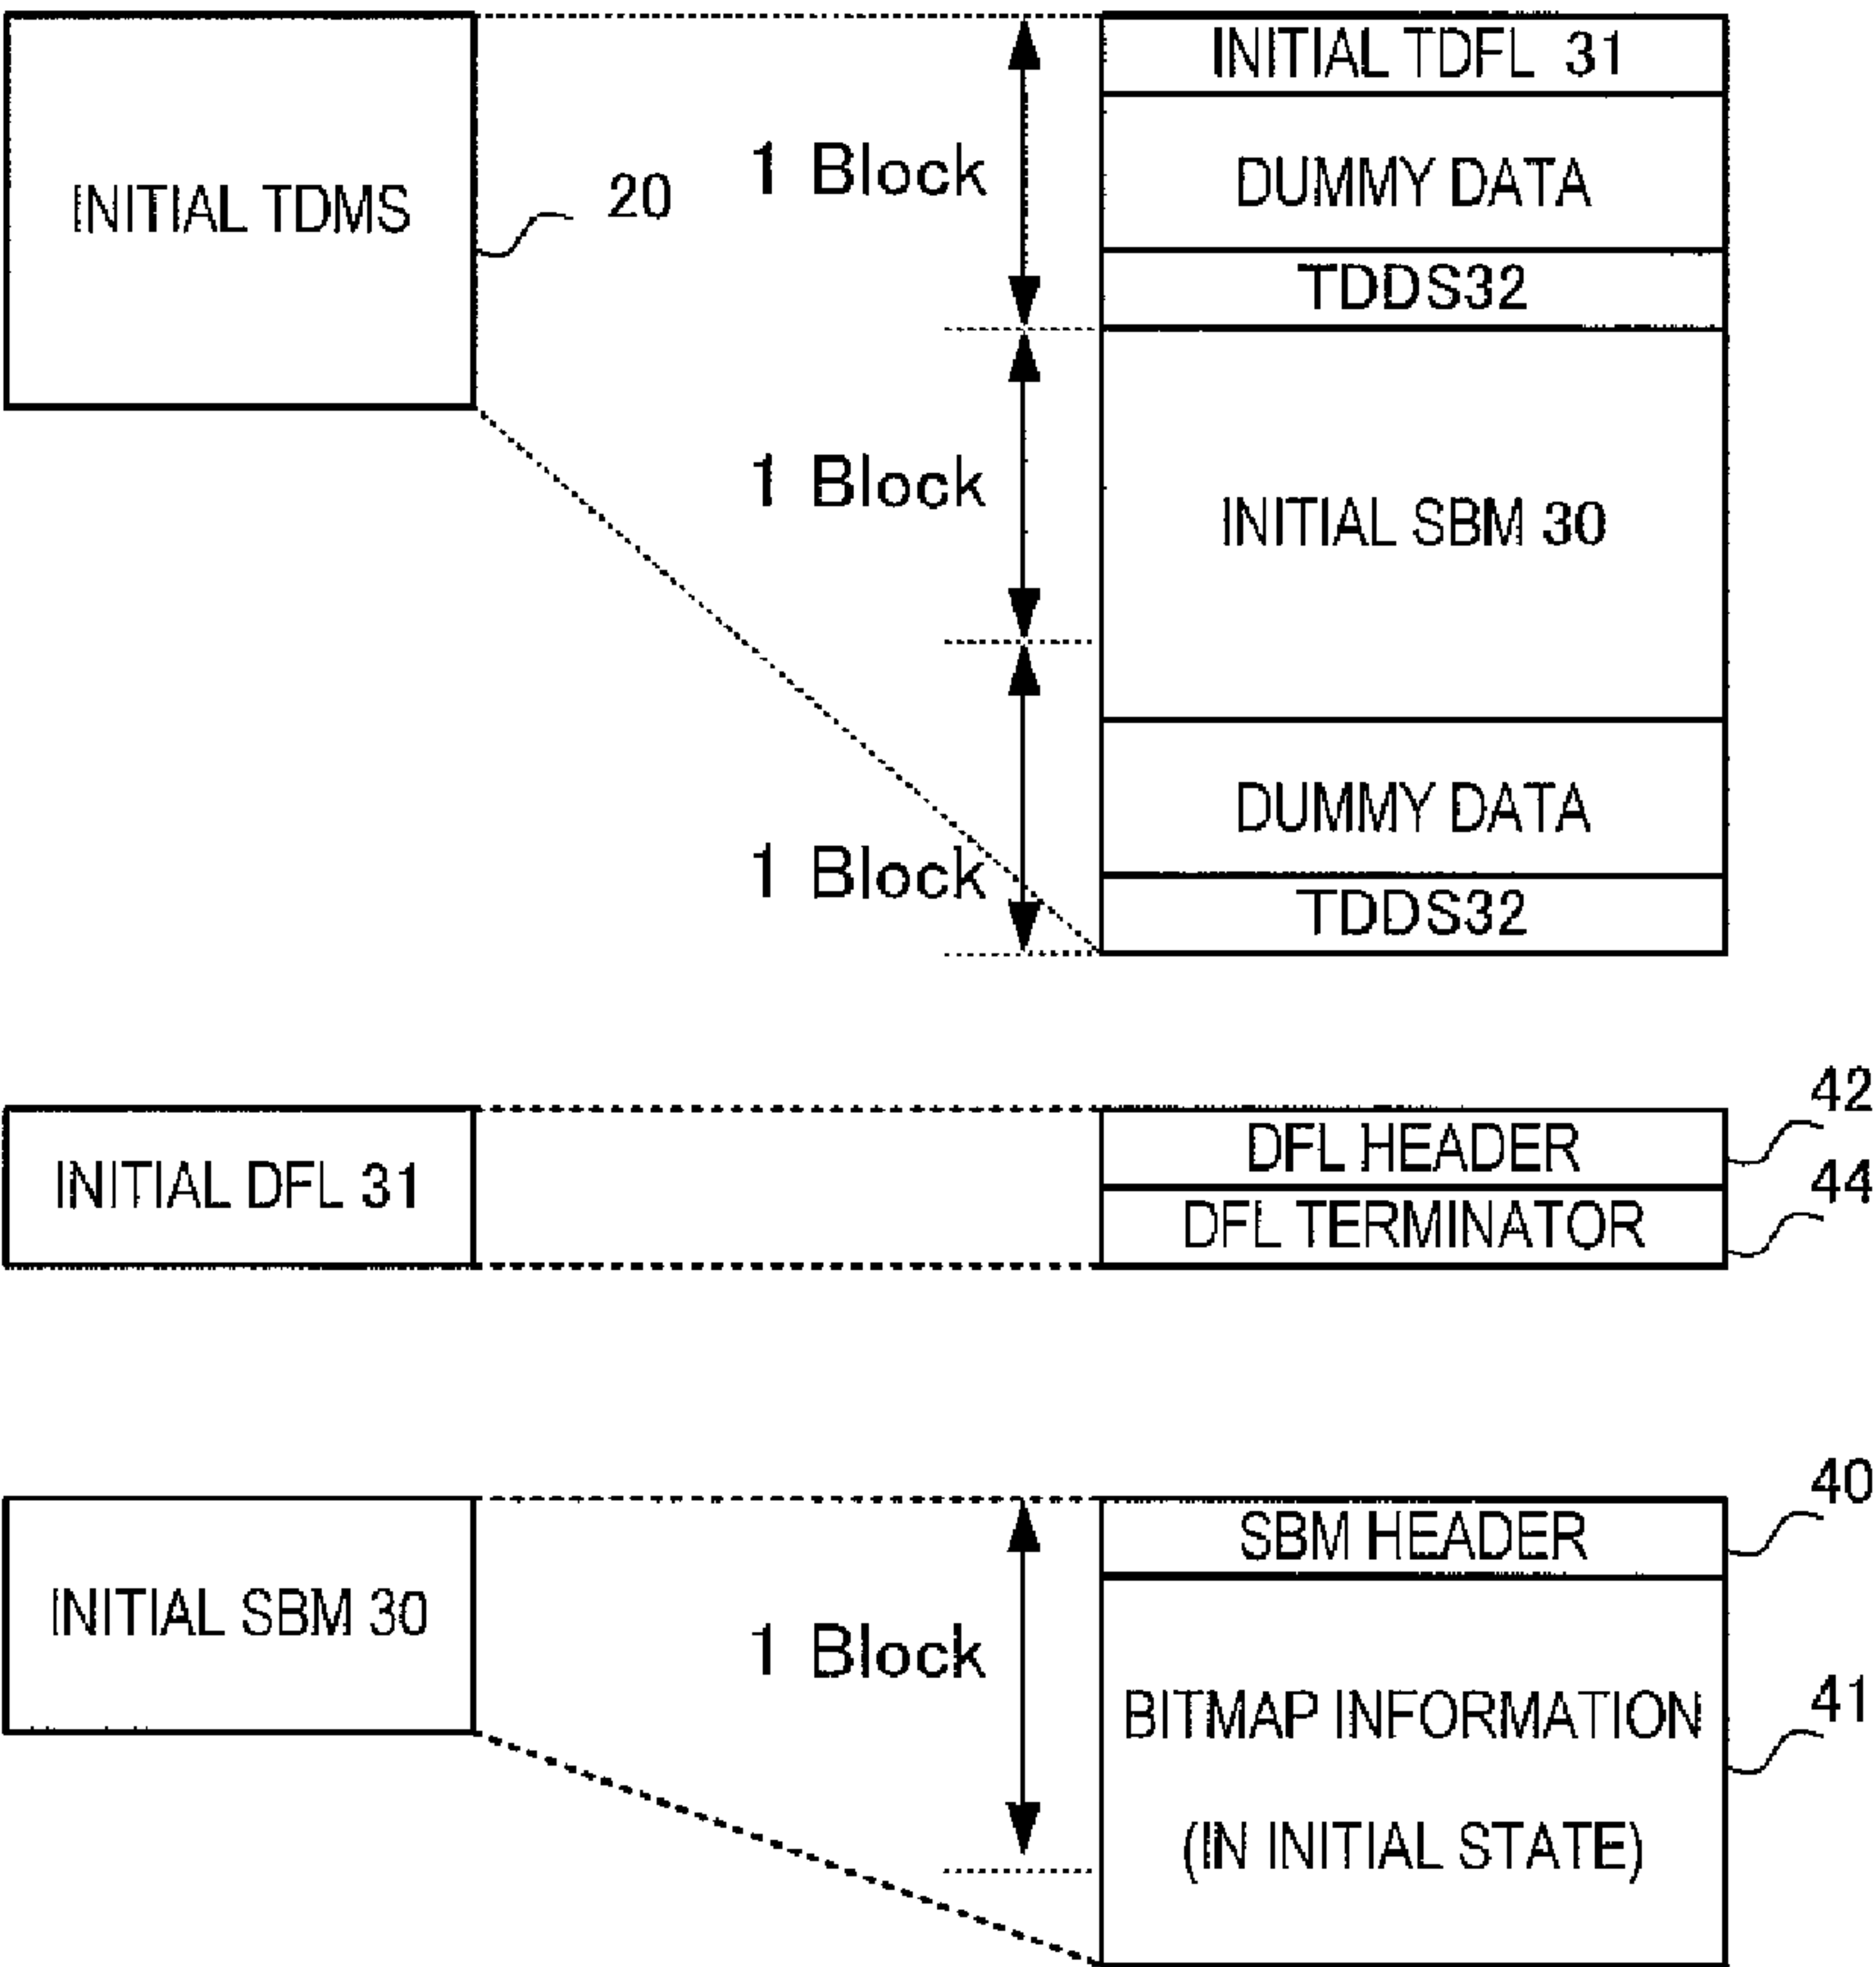 INITIAL TDMS
20
1 Block
INITIAL TDFL 31
DUMMY DATA
TDDS32
1 Block
INITIAL SBM 30
1 Block
DUMMY DATA
TDDS32
INITIAL DFL 31
DFL HEADER
42
DFL TERMINATOR
44
INITIAL SBM 30
1 Block
SBM HEADER
40
BITMAP INFORMATION
(IN INITIAL STATE)
41